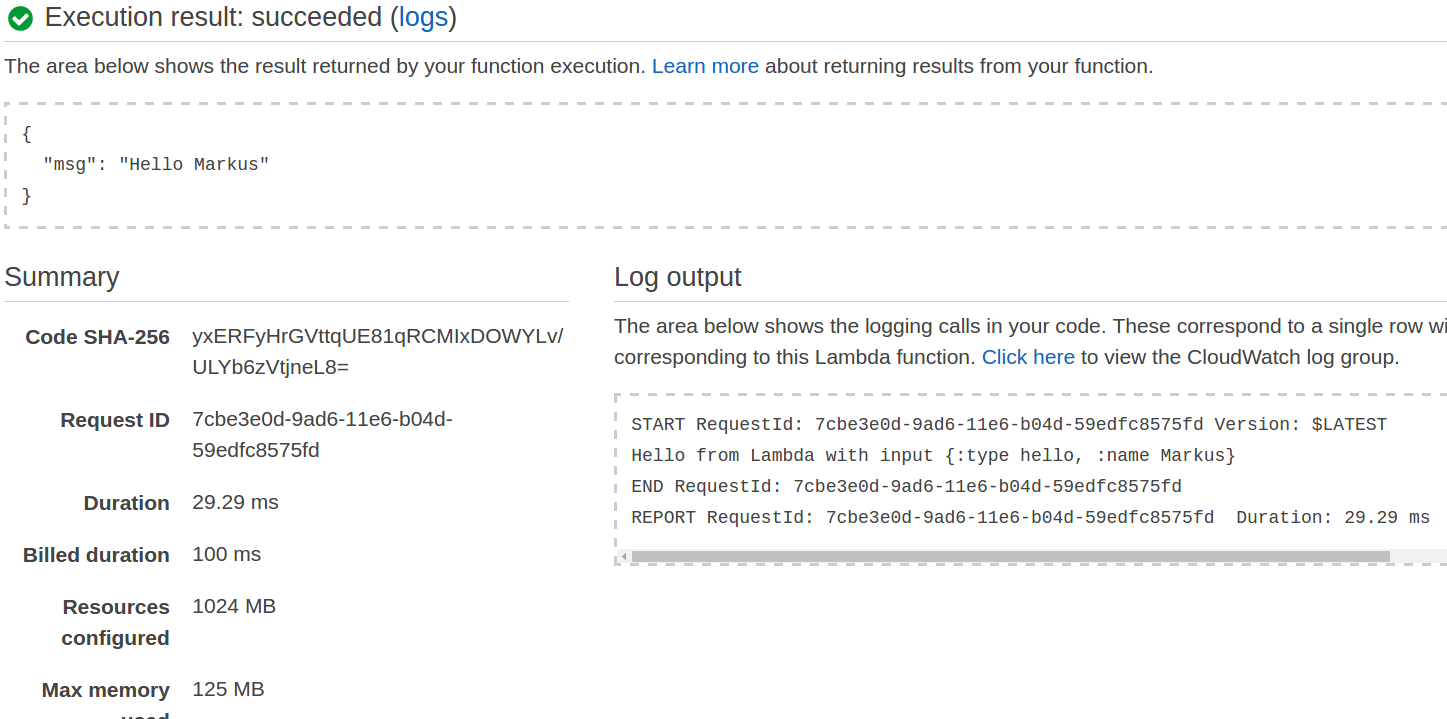 Execution result: succeeded (logs)
The area below shows the result returned by your function execution. Learn more about returning results from your function.
{
"msg": "Hello Markus"
}
Summary
Code SHA-256 yxERFyHrGVttqUE81qRCMIxDOWYLv/
ULYb6zVtjneL8=
Request ID 7cbe3e0d-9ad6-11e6-b04d-
59edfc8575fd
Duration 29.29 ms
Billed duration 100 ms
Resources 1024 MB
configured
Max memory 125 MB
used
Log output
The area below shows the logging calls in your code. These correspond to a single row wi
corresponding to this Lambda function. Click here to view the CloudWatch log group.
START RequestId: 7cbe3e0d-9ad6-11e6-b04d-59edfc8575fd Version: $LATEST
Hello from Lambda with input {:type hello, :name Markus}
END RequestId: 7cbe3e0d-9ad6-11e6-b04d-59edfc8575fd
REPORT RequestId: 7cbe3e0d-9ad6-11e6-b04d-59edfc8575fd Duration: 29.29 ms